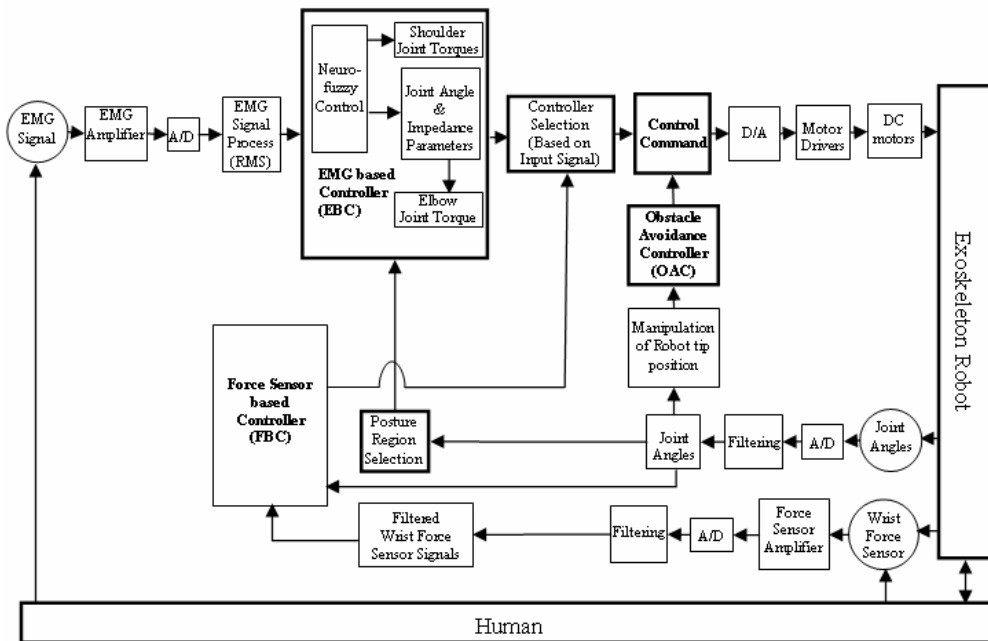 EMG
Signal
EMG
Amplifier
A/D
EMG
Signal
Process
(RMS)
Neuro-
fuzzy
Control
Shoulder
Joint Torques
Joint Angle
&
Impedance
Parameters
EMG based
Controller
(EBC)
Elbow
Joint Torque
Controller
Selection
(Based on
Input Signal)
Control
Command
D/A
Motor
Drivers
DC
motors
Exoskeleton Robot
Obstacle
Avoidance
Controller
(OAC)
Manipulation
of Robot tip
position
Force Sensor
based
Controller
(FBC)
Posture
Region
Selection
Joint
Angles
Filtering
A/D
Joint
Angles
Filtered
Wrist Force
Sensor Signals
Filtering
A/D
Force
Sensor
Amplifier
Wrist
Force
Sensor
Human